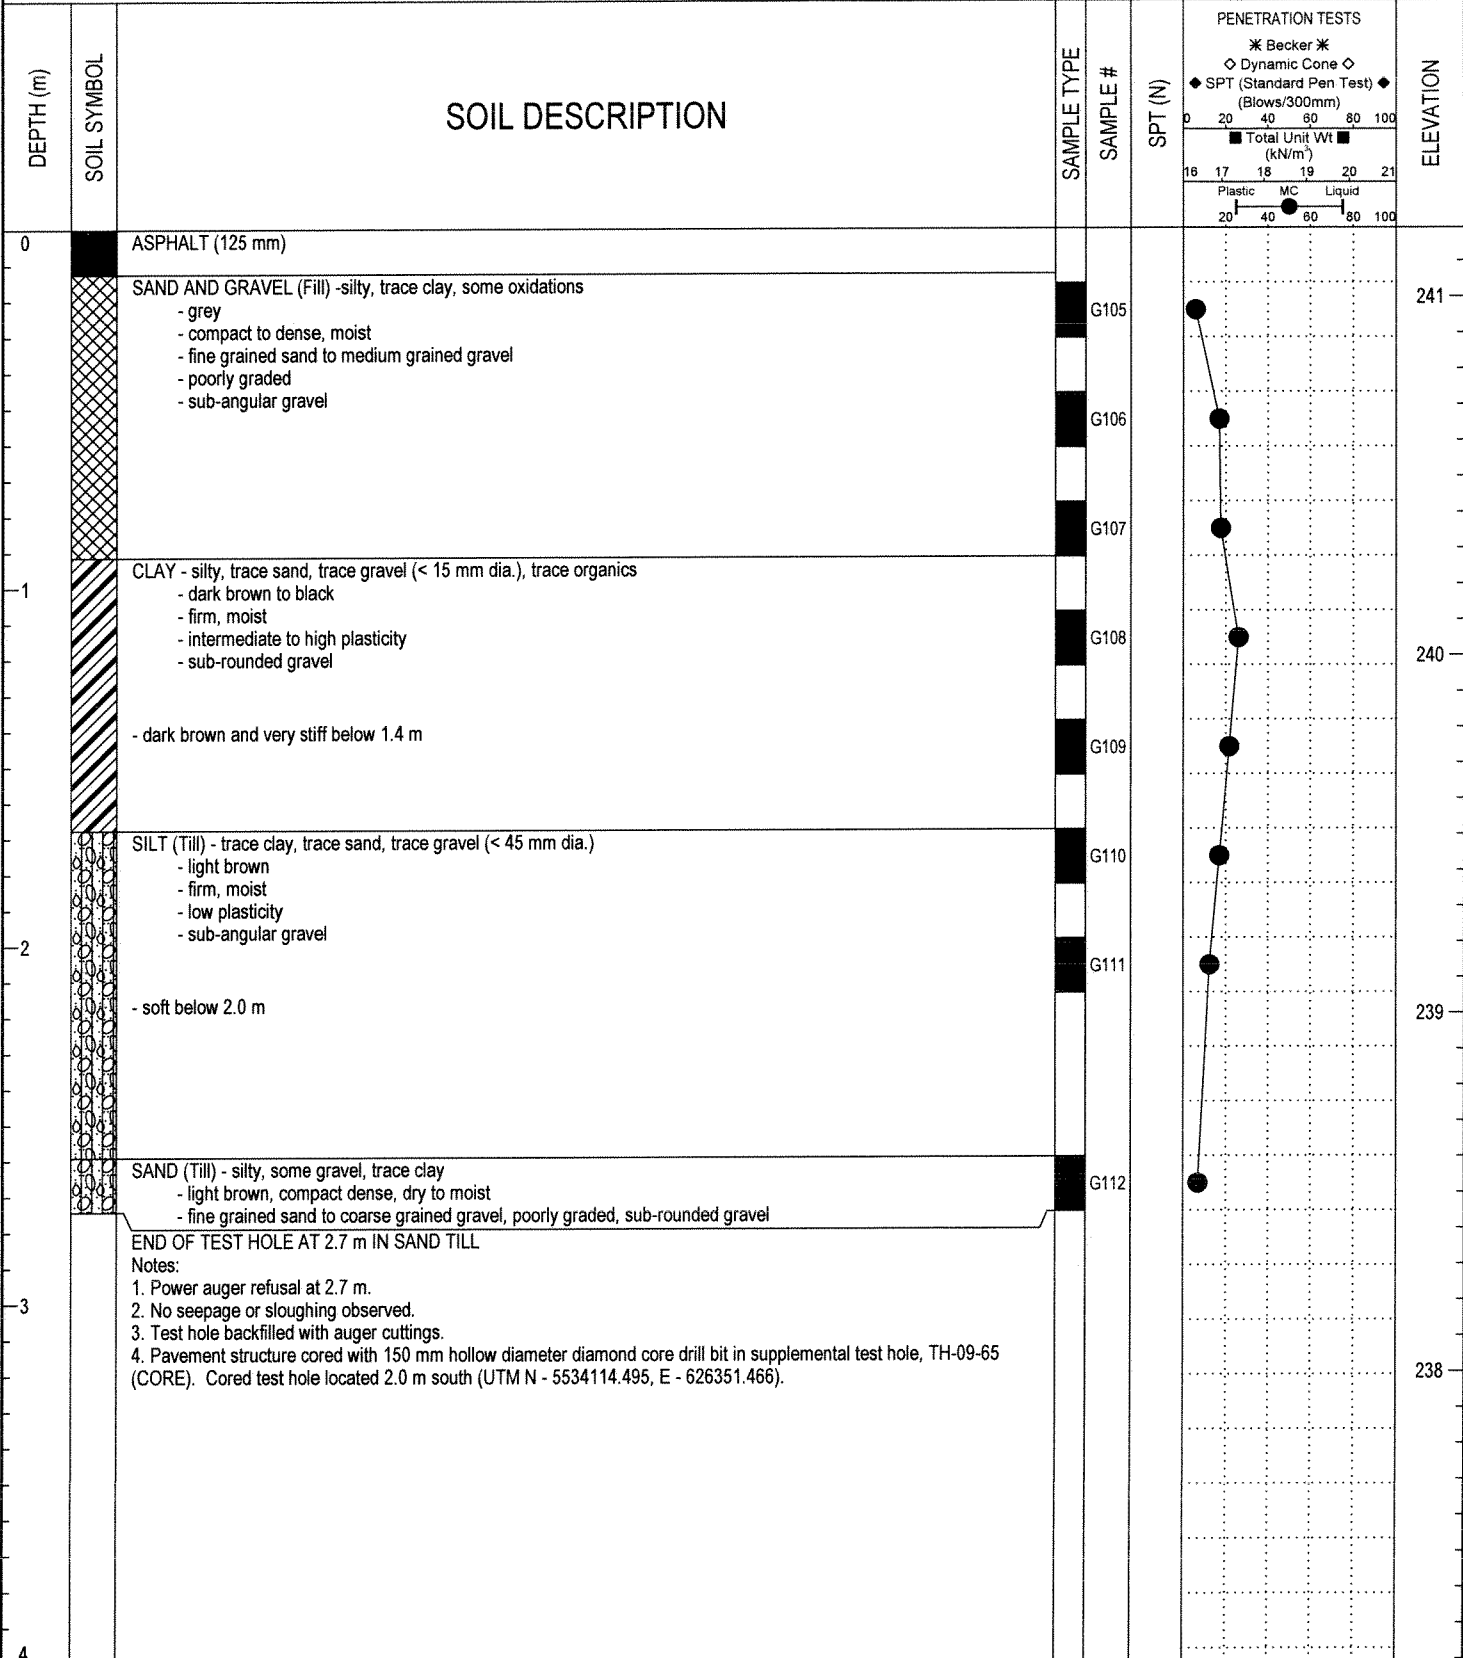 DEPTH (m)
SOIL SYMBOL
SOIL DESCRIPTION
SAMPLE TYPE
SAMPLE #
SPT (N)
PENETRATION TESTS
✳ Becker ✳
◇ Dynamic Cone ◇
◆ SPT (Standard Pen Test) ◆
(Blows/300mm)
0 20 40 60 80 100
■ Total Unit Wt ■
(kN/m³)
16 17 18 19 20 21
Plastic MC Liquid
20 40 60 80 100
ELEVATION
0
ASPHALT (125 mm)
SAND AND GRAVEL (Fill) -silty, trace clay, some oxidations
- grey
- compact to dense, moist
- fine grained sand to medium grained gravel
- poorly graded
- sub-angular gravel
G105
241
G106
G107
CLAY - silty, trace sand, trace gravel (< 15 mm dia.), trace organics
1
- dark brown to black
- firm, moist
- intermediate to high plasticity
- sub-rounded gravel
G108
240
- dark brown and very stiff below 1.4 m
G109
SILT (Till) - trace clay, trace sand, trace gravel (< 45 mm dia.)
- light brown
- firm, moist
- low plasticity
- sub-angular gravel
G110
2
G111
- soft below 2.0 m
239
SAND (Till) - silty, some gravel, trace clay
- light brown, compact dense, dry to moist
- fine grained sand to coarse grained gravel, poorly graded, sub-rounded gravel
G112
END OF TEST HOLE AT 2.7 m IN SAND TILL
Notes:
1. Power auger refusal at 2.7 m.
2. No seepage or sloughing observed.
3
3. Test hole backfilled with auger cuttings.
4. Pavement structure cored with 150 mm hollow diameter diamond core drill bit in supplemental test hole, TH-09-65
(CORE). Cored test hole located 2.0 m south (UTM N - 5534114.495, E - 626351.466).
238
4